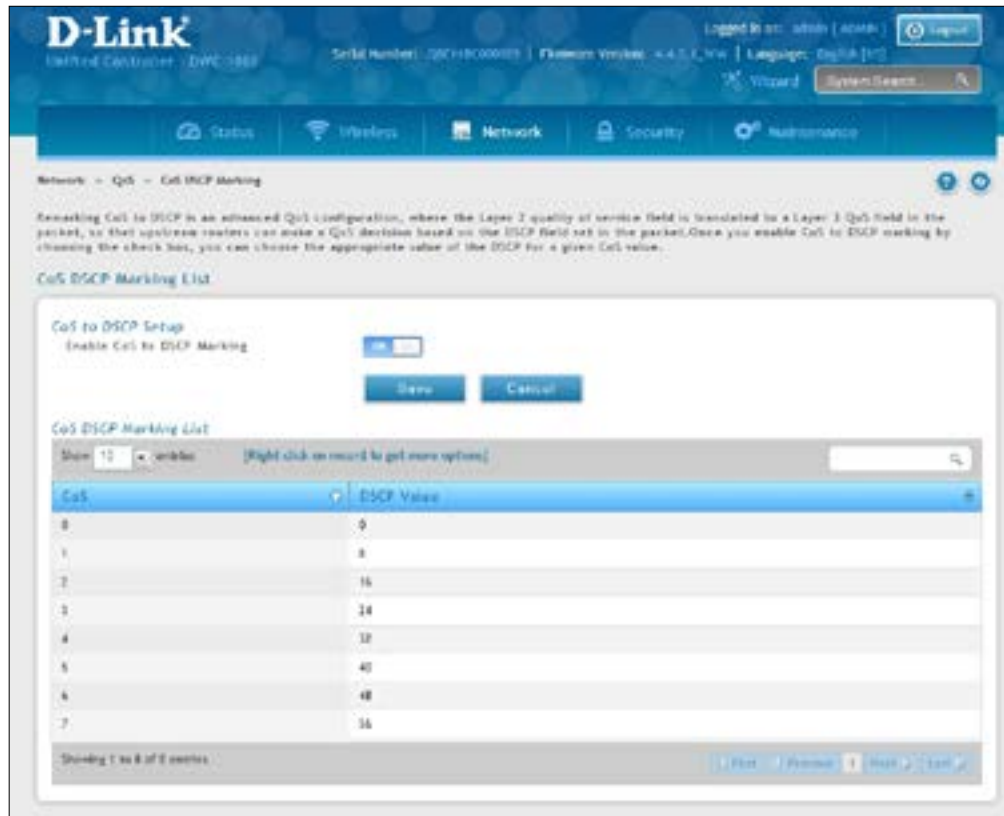 D-Link
Unified Controller - DWC-1000
Serial Number: | Firmware Version: | Language: English [US]
Logged in as: admin ( ADMIN )
Logout
Wizard
System Search...
Status
Wireless
Network
Security
Maintenance
Network » QoS » CoS DSCP Marking
Remarking CoS to DSCP is an advanced QoS configuration, where the Layer 2 quality of service field is translated to a Layer 3 QoS field in the
packet, so that upstream routers can make a QoS decision based on the DSCP field set in the packet.Once you enable CoS to DSCP marking by
choosing the check box, you can choose the appropriate value of the DSCP for a given CoS value.
CoS DSCP Marking List
CoS to DSCP Setup
Enable CoS to DSCP Marking
ON
Save
Cancel
CoS DSCP Marking List
Show 10 entries
[Right click on record to get more options]
CoS
DSCP Value
0 0
1 8
2 16
3 24
4 32
5 40
6 48
7 56
Showing 1 to 8 of 8 entries
First
Previous
1
Next
Last